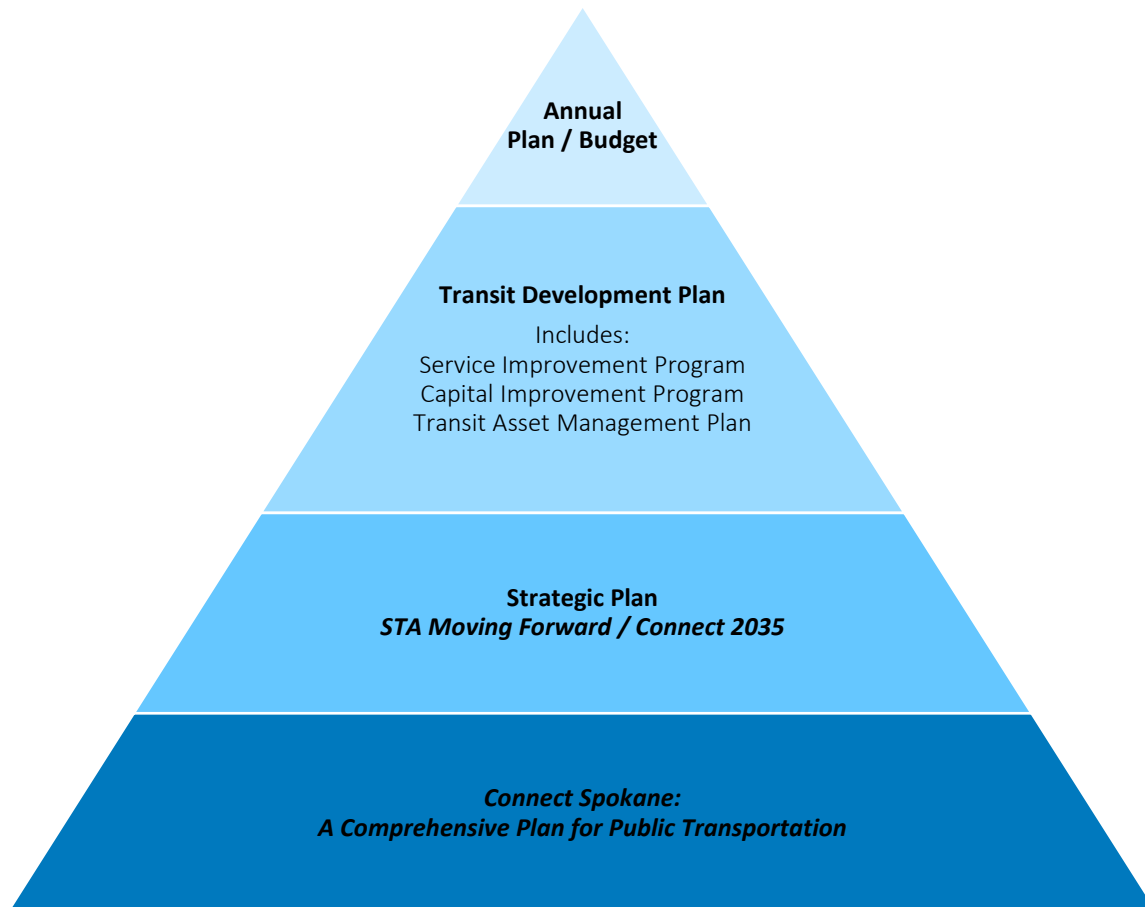 Annual
Plan / Budget
Transit Development Plan
Includes:
Service Improvement Program
Capital Improvement Program
Transit Asset Management Plan
Strategic Plan
STA Moving Forward / Connect 2035
Connect Spokane:
A Comprehensive Plan for Public Transportation